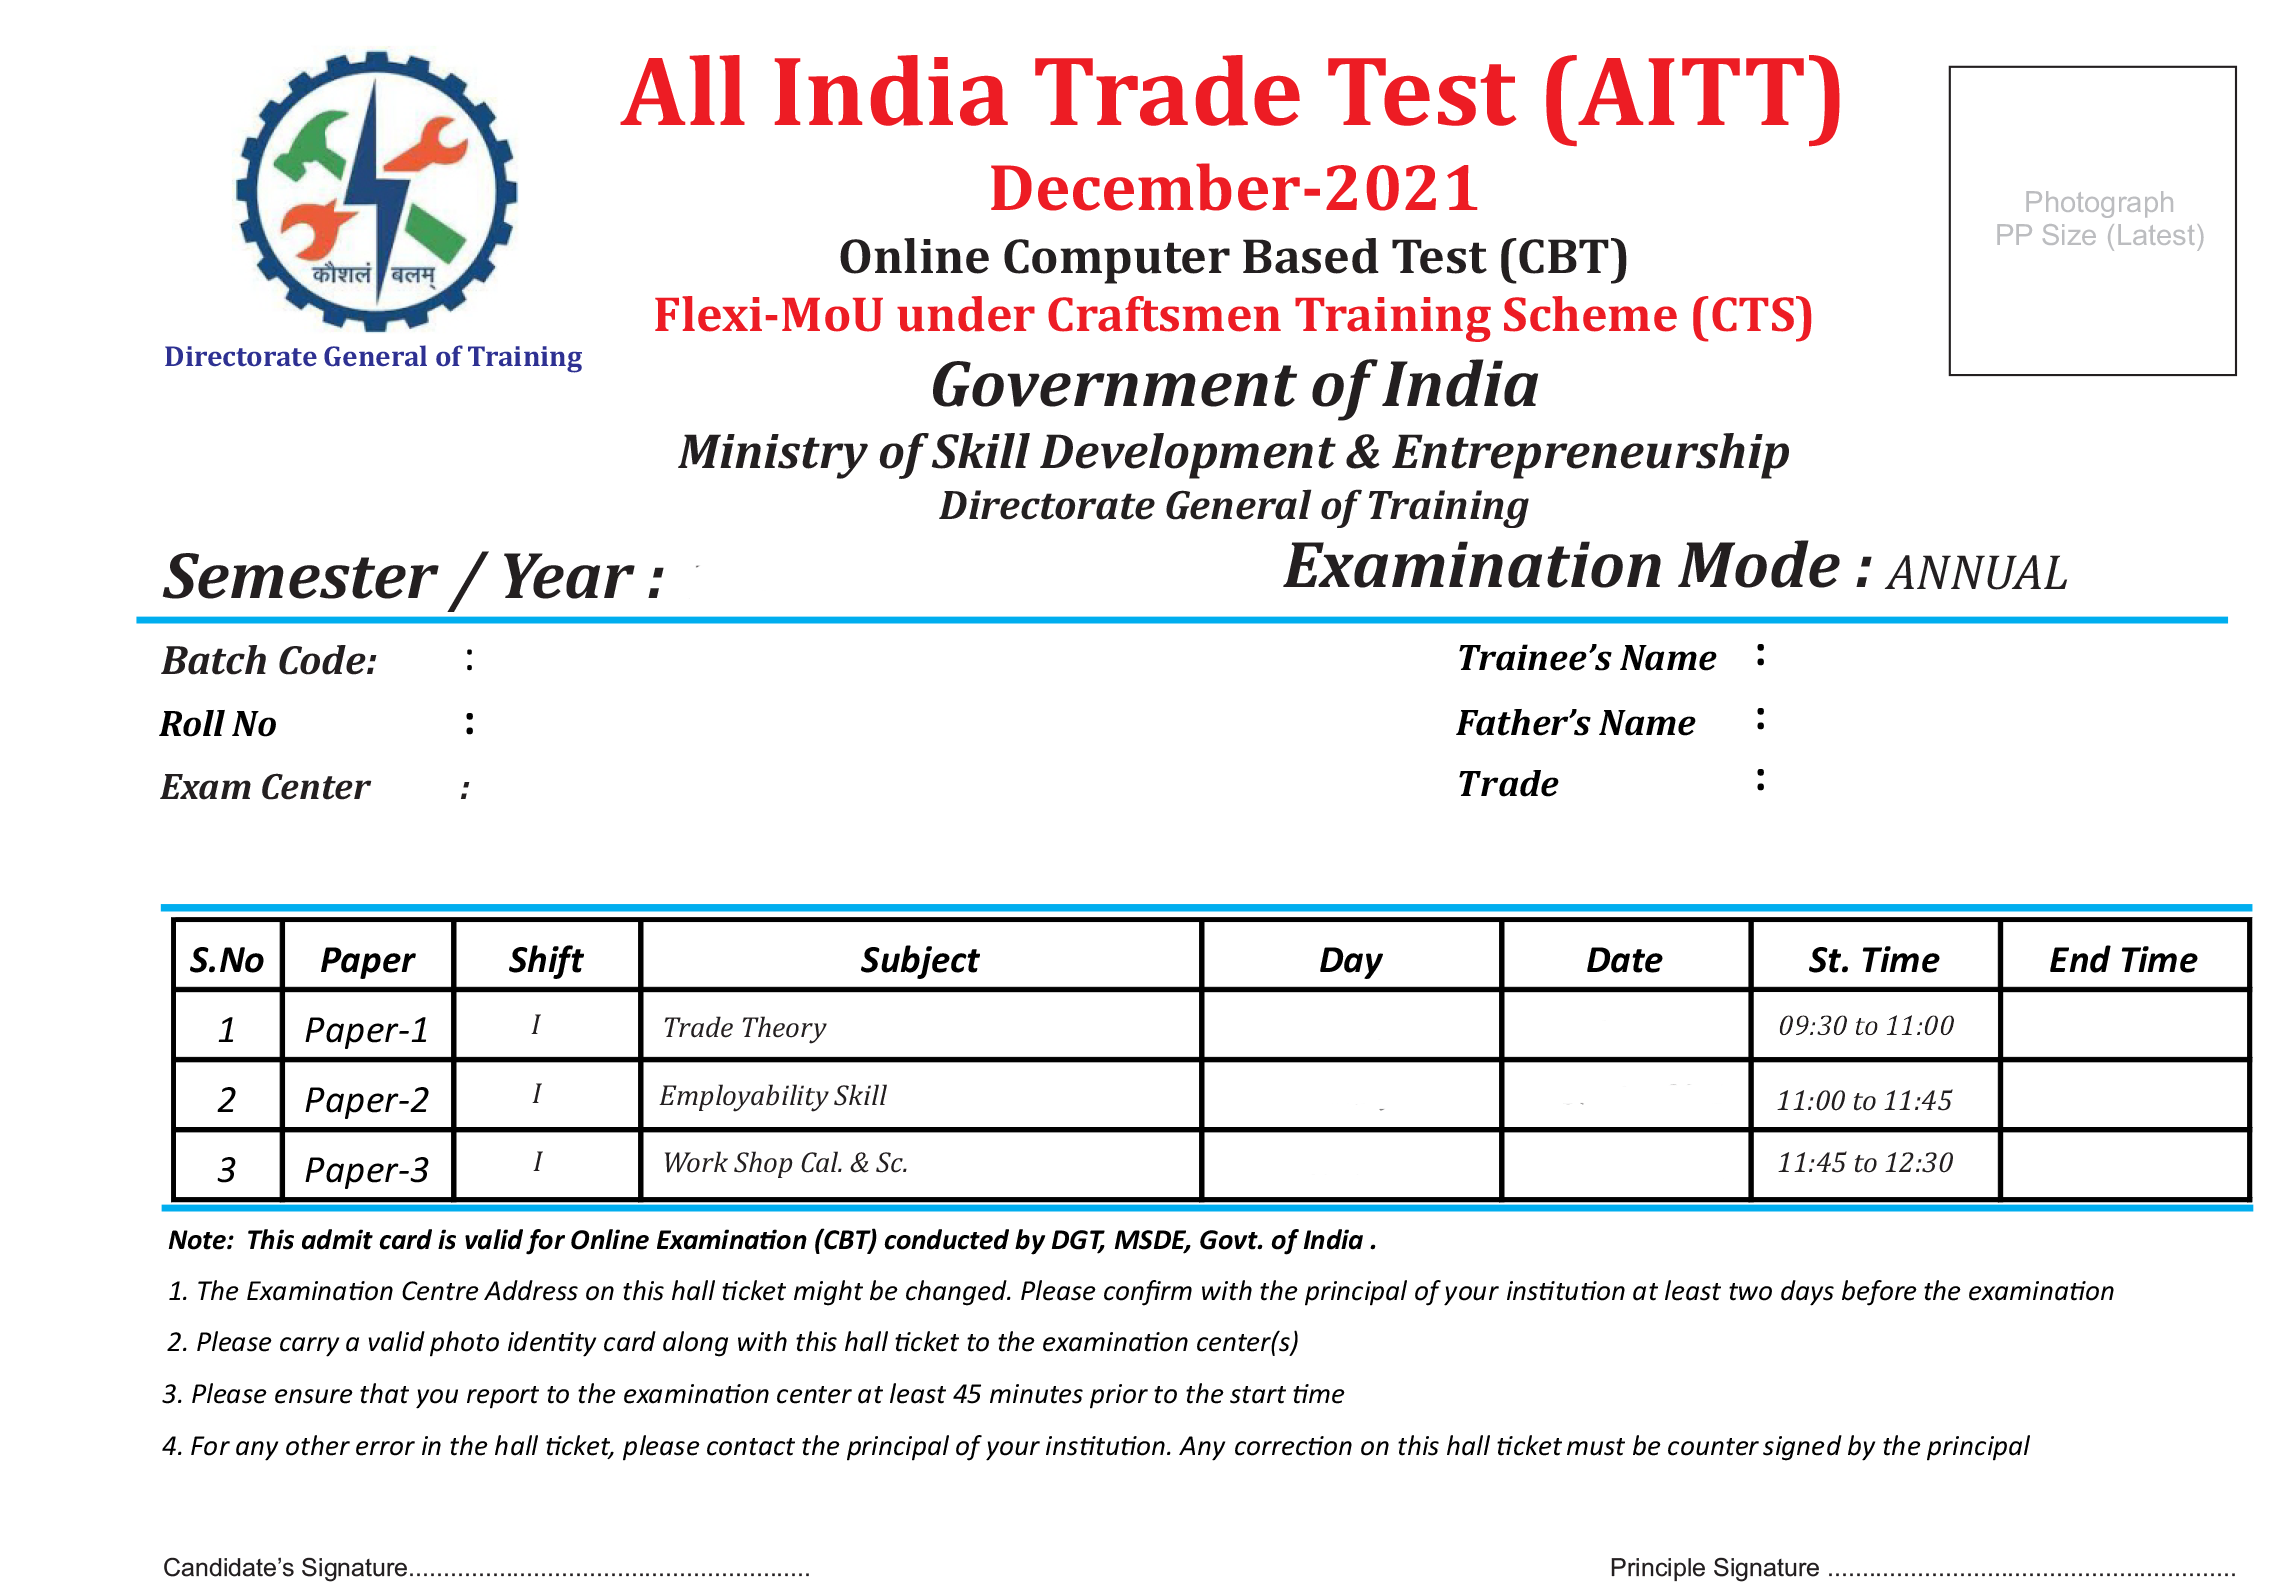 All India Trade Test (AITT)
December-2021
Online Computer Based Test (CBT)
Flexi-MoU under Craftsmen Training Scheme (CTS)
Government of India
Ministry of Skill Development & Entrepreneurship
Directorate General of Training
कौशलं बलम्
Directorate General of Training
Photograph
PP Size (Latest)
Semester / Year : Examination Mode : ANNUAL
Batch Code: : Trainee’s Name :
Roll No : Father’s Name :
Exam Center : Trade :
S.No Paper Shift Subject Day Date St. Time End Time
1 Paper-1 I Trade Theory 09:30 to 11:00
2 Paper-2 I Employability Skill 11:00 to 11:45
3 Paper-3 I Work Shop Cal. & Sc. 11:45 to 12:30
Note: This admit card is valid for Online Examination (CBT) conducted by DGT, MSDE, Govt. of India .
1. The Examination Centre Address on this hall ticket might be changed. Please confirm with the principal of your institution at least two days before the examination
2. Please carry a valid photo identity card along with this hall ticket to the examination center(s)
3. Please ensure that you report to the examination center at least 45 minutes prior to the start time
4. For any other error in the hall ticket, please contact the principal of your institution. Any correction on this hall ticket must be counter signed by the principal
Candidate’s Signature.......................................................... Principle Signature ...........................................................